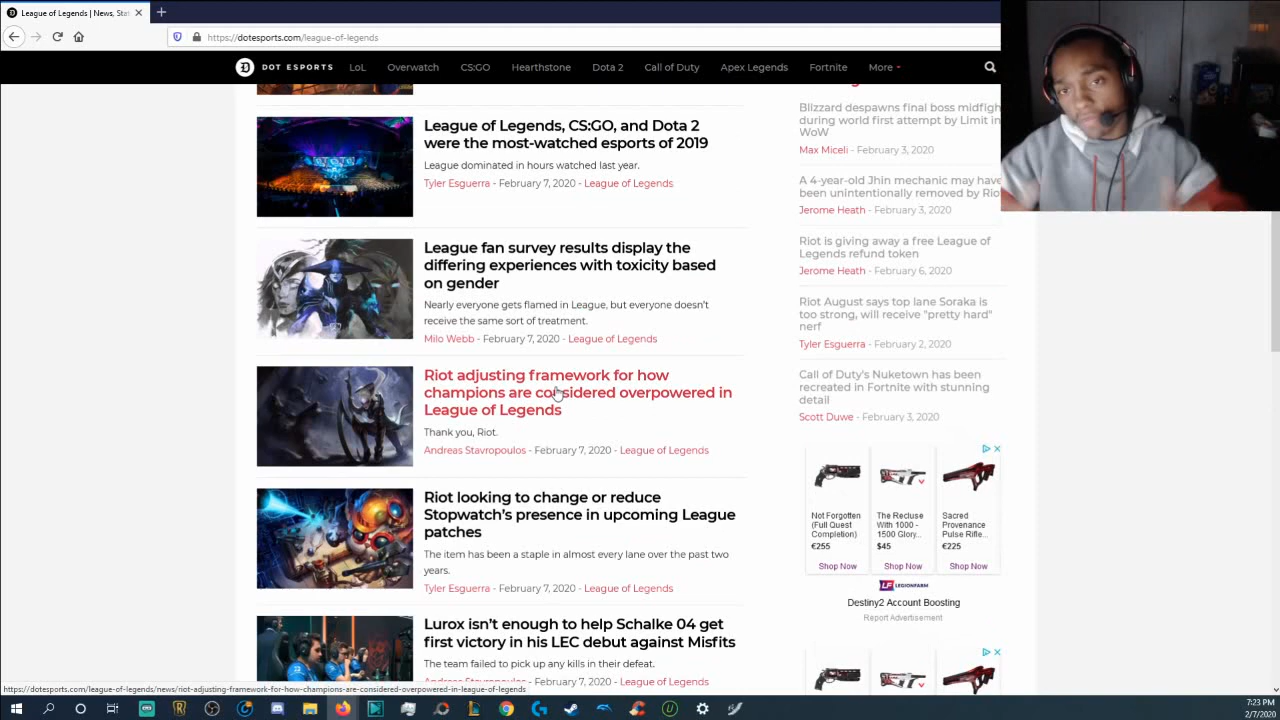 League of Legends | News, Stat
https://dotesports.com/league-of-legends
DOT ESPORTS
LoL
Overwatch
CS:GO
Hearthstone
Dota 2
Call of Duty
Apex Legends
Fortnite
More
League of Legends, CS:GO, and Dota 2
were the most-watched esports of 2019
League dominated in hours watched last year.
Tyler Esguerra - February 7, 2020 - League of Legends
League fan survey results display the
differing experiences with toxicity based
on gender
Nearly everyone gets flamed in League, but everyone doesn't
receive the same sort of treatment.
Milo Webb - February 7, 2020 - League of Legends
Riot adjusting framework for how
champions are considered overpowered in
League of Legends
Thank you, Riot.
Andreas Stavropoulos - February 7, 2020 - League of Legends
Riot looking to change or reduce
Stopwatch's presence in upcoming League
patches
The item has been a staple in almost every lane over the past two
years.
Tyler Esguerra - February 7, 2020 - League of Legends
Lurox isn't enough to help Schalke 04 get
first victory in his LEC debut against Misfits
The team failed to pick up any kills in their defeat.
Andreas Stavropoulos - February 7, 2020 - League of Legends
Blizzard despawns final boss midfigh
during world first attempt by Limit in
WoW
Max Miceli - February 3, 2020
A 4-year-old Jhin mechanic may have
been unintentionally removed by Rio
Jerome Heath - February 3, 2020
Riot is giving away a free League of
Legends refund token
Jerome Heath - February 6, 2020
Riot August says top lane Soraka is
too strong, will receive "pretty hard"
nerf
Tyler Esguerra - February 2, 2020
Call of Duty's Nuketown has been
recreated in Fortnite with stunning
detail
Scott Duwe - February 3, 2020
Not Forgotten
(Full Quest
Completion)
€255
Shop Now
The Recluse
With 1000 -
1500 Glory...
$45
Shop Now
Sacred
Provenance
Pulse Rifle...
€225
Shop Now
LF LEGIONFARM
Destiny2 Account Boosting
Report Advertisement
https://dotesports.com/league-of-legends/news/riot-adjusting-framework-for-how-champions-are-considered-overpowered-in-league-of-legends
7:23 PM
2/7/2020